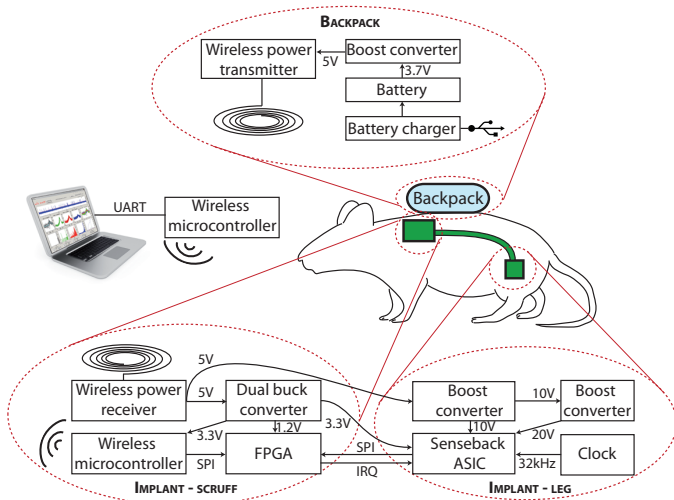 BACKPACK
Wireless power
transmitter
5V
Boost converter
3.7V
Battery
Battery charger
UART
Wireless
microcontroller
Backpack
5V
Wireless power
receiver
5V
Dual buck
converter
3.3V
1.2V
3.3V
Wireless
microcontroller
SPI
FPGA
SPI
IRQ
Boost
converter
10V
Boost
converter
10V
20V
Senseback
ASIC
32kHz
Clock
IMPLANT - SCRUFF
IMPLANT - LEG